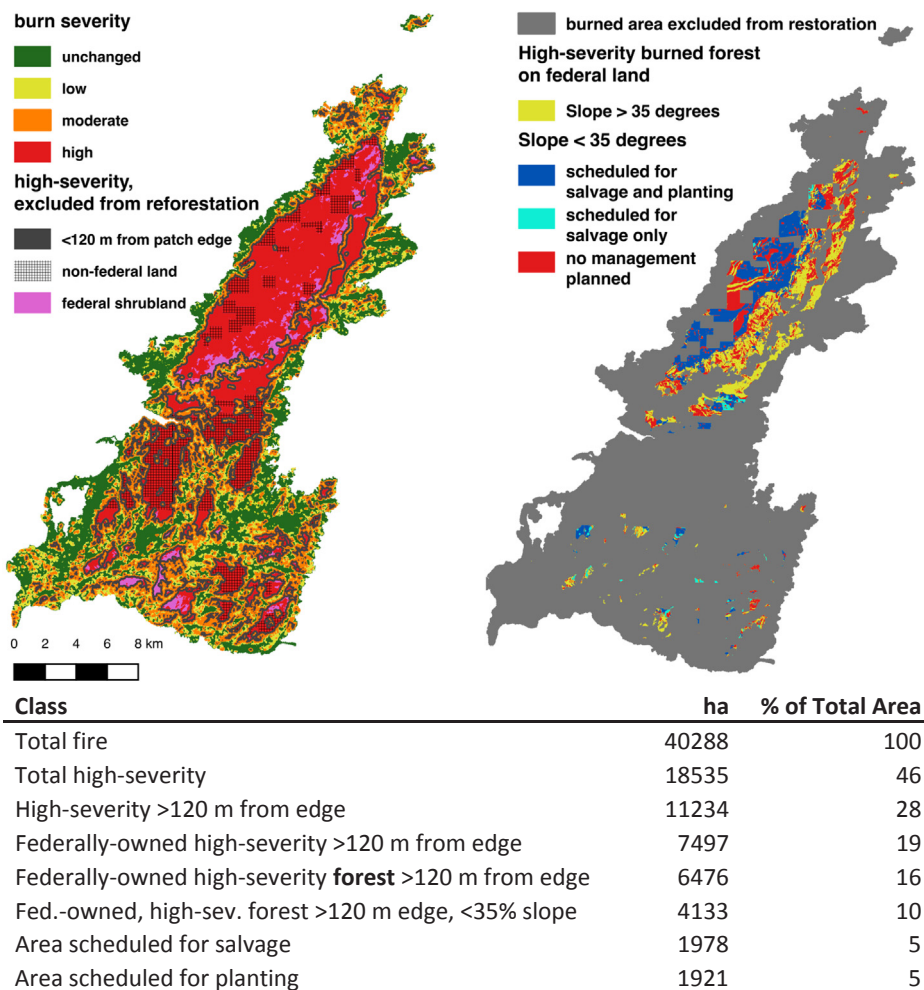 burn severity
unchanged
low
moderate
high
high-severity,
excluded from reforestation
<120 m from patch edge
non-federal land
federal shrubland
0 2 4 6 8 km
burned area excluded from restoration
High-severity burned forest
on federal land
Slope > 35 degrees
Slope < 35 degrees
scheduled for
salvage and planting
scheduled for
salvage only
no management
planned
Class ha % of Total Area
Total fire 40288 100
Total high-severity 18535 46
High-severity >120 m from edge 11234 28
Federally-owned high-severity >120 m from edge 7497 19
Federally-owned high-severity forest >120 m from edge 6476 16
Fed.-owned, high-sev. forest >120 m edge, <35% slope 4133 10
Area scheduled for salvage 1978 5
Area scheduled for planting 1921 5